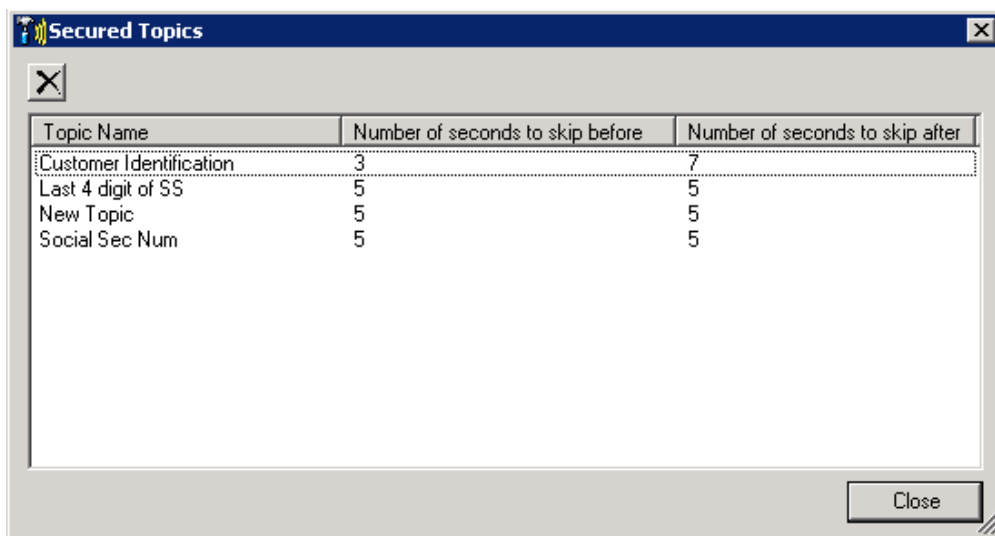 Secured Topics
Topic Name Number of seconds to skip before Number of seconds to skip after
Customer Identification 3 7
Last 4 digit of SS 5 5
New Topic 5 5
Social Sec Num 5 5
Close